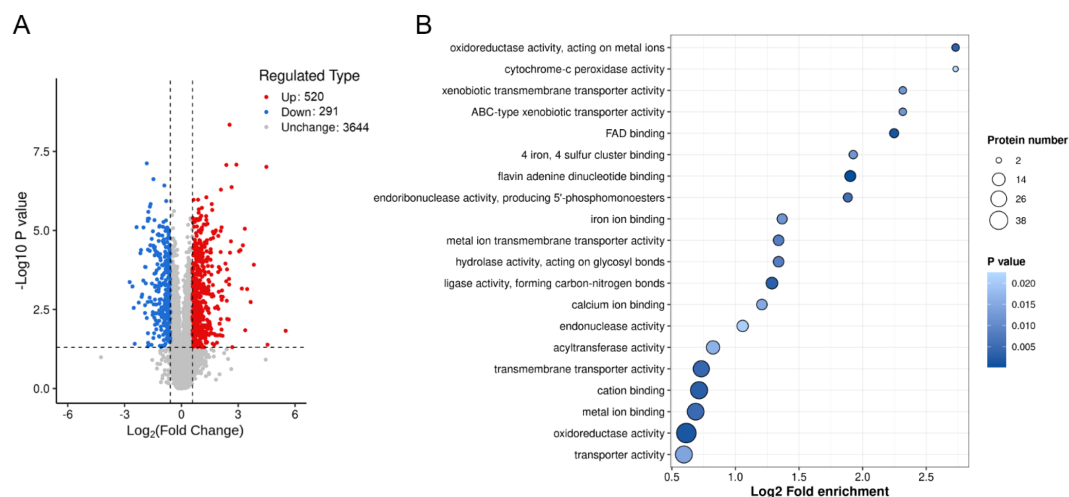 A
Regulated Type
Up: 520
Down: 291
Unchange: 3644
7.5
5.0
2.5
0.0
-Log10 P value
-6
-3
0
3
6
Log2(Fold Change)
B
oxidoreductase activity, acting on metal ions
cytochrome-c peroxidase activity
xenobiotic transmembrane transporter activity
ABC-type xenobiotic transporter activity
FAD binding
4 iron, 4 sulfur cluster binding
flavin adenine dinucleotide binding
endoribonuclease activity, producing 5'-phosphomonoesters
iron ion binding
metal ion transmembrane transporter activity
hydrolase activity, acting on glycosyl bonds
ligase activity, forming carbon-nitrogen bonds
calcium ion binding
endonuclease activity
acyltransferase activity
transmembrane transporter activity
cation binding
metal ion binding
oxidoreductase activity
transporter activity
0.5
1.0
1.5
2.0
2.5
Log2 Fold enrichment
Protein number
2
14
26
38
P value
0.020
0.015
0.010
0.005